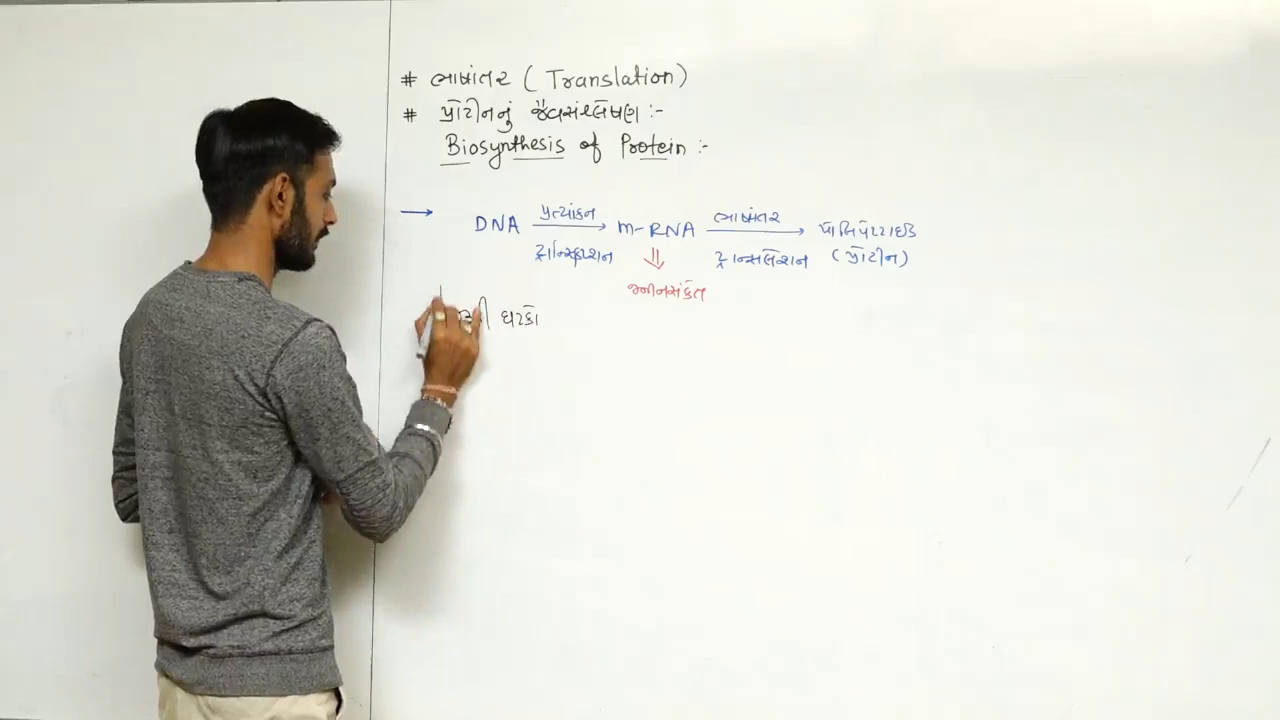 # ભાષાંતર ( Translation )
# પ્રોટીનનું જૈવસંશ્લેષણ :-
Biosynthesis of Protein :-
→ DNA પ્રત્યાંકન → m-RNA ભાષાંતર → પોલિપેપ્ટાઇડ
ટ્રાન્સ્ક્રિપ્શન ⇓ ટ્રાન્સલેશન (પ્રોટીન)
જનીનસંકેત
ઘટકો